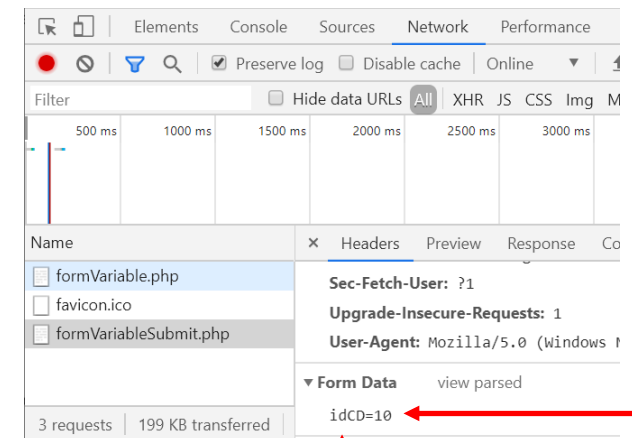 Elements Console Sources Network Performance
Preserve log Disable cache Online
Filter Hide data URLs All XHR JS CSS Img M
500 ms 1000 ms 1500 ms 2000 ms 2500 ms 3000 ms
Name × Headers Preview Response Co
formVariable.php
favicon.ico
formVariableSubmit.php
Sec-Fetch-User: ?1
Upgrade-Insecure-Requests: 1
User-Agent: Mozilla/5.0 (Windows N
Form Data view parsed
idCD=10
3 requests 199 KB transferred